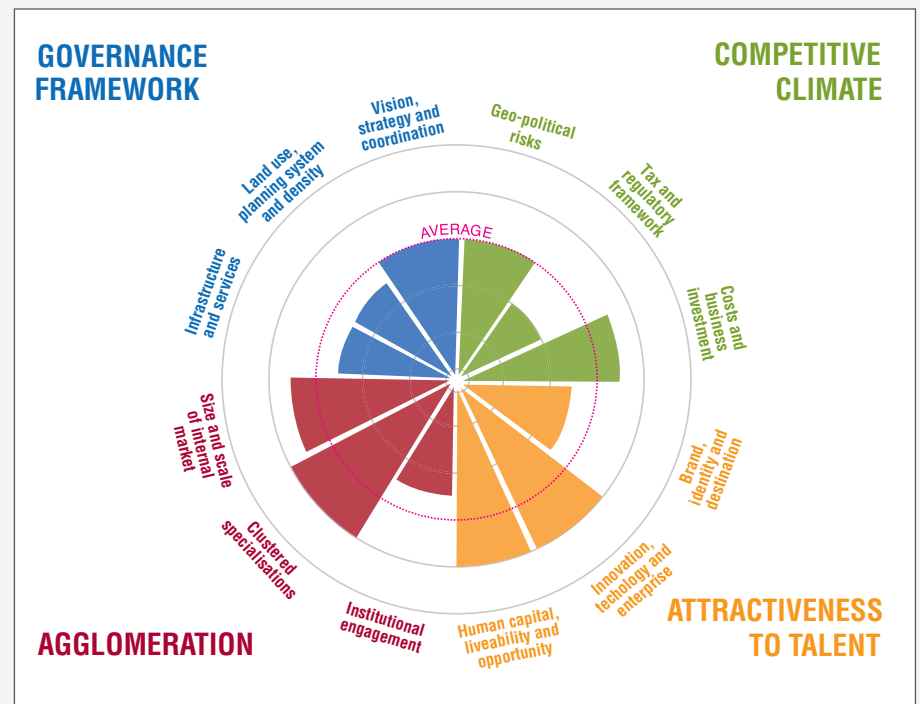 GOVERNANCE
FRAMEWORK
COMPETITIVE
CLIMATE
Vision,
strategy and
coordination
Geo-political
risks
Land use,
planning system
and density
Tax and
regulatory
framework
AVERAGE
Infrastructure
and services
Costs and
business
investment
Size and scale
of internal
market
Brand,
identity and
destination
Clustered
specialisations
Innovation,
techology and
enterprise
Institutional
engagement
Human capital,
liveability and
opportunity
AGGLOMERATION
ATTRACTIVENESS
TO TALENT